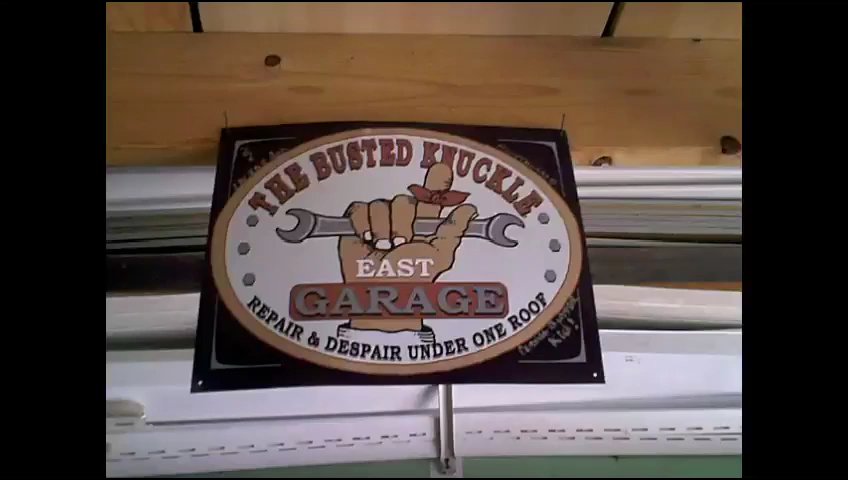 THE BUSTED KNUCKLE
EAST
GARAGE
REPAIR & DESPAIR UNDER ONE ROOF